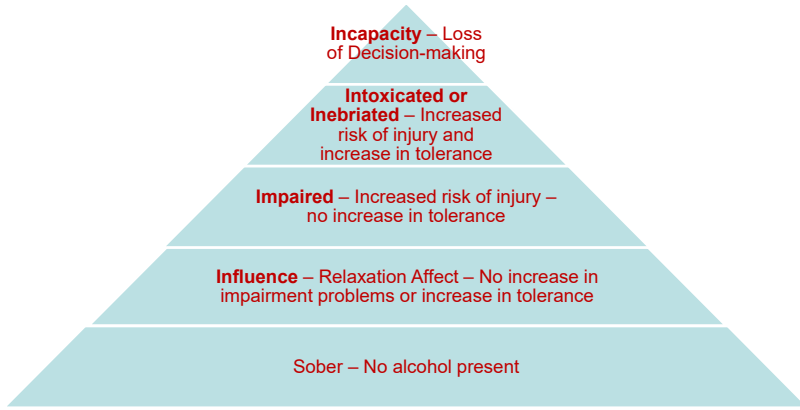 Incapacity – Loss
of Decision-making
Intoxicated or
Inebriated – Increased
risk of injury and
increase in tolerance
Impaired – Increased risk of injury –
no increase in tolerance
Influence – Relaxation Affect – No increase in
impairment problems or increase in tolerance
Sober – No alcohol present